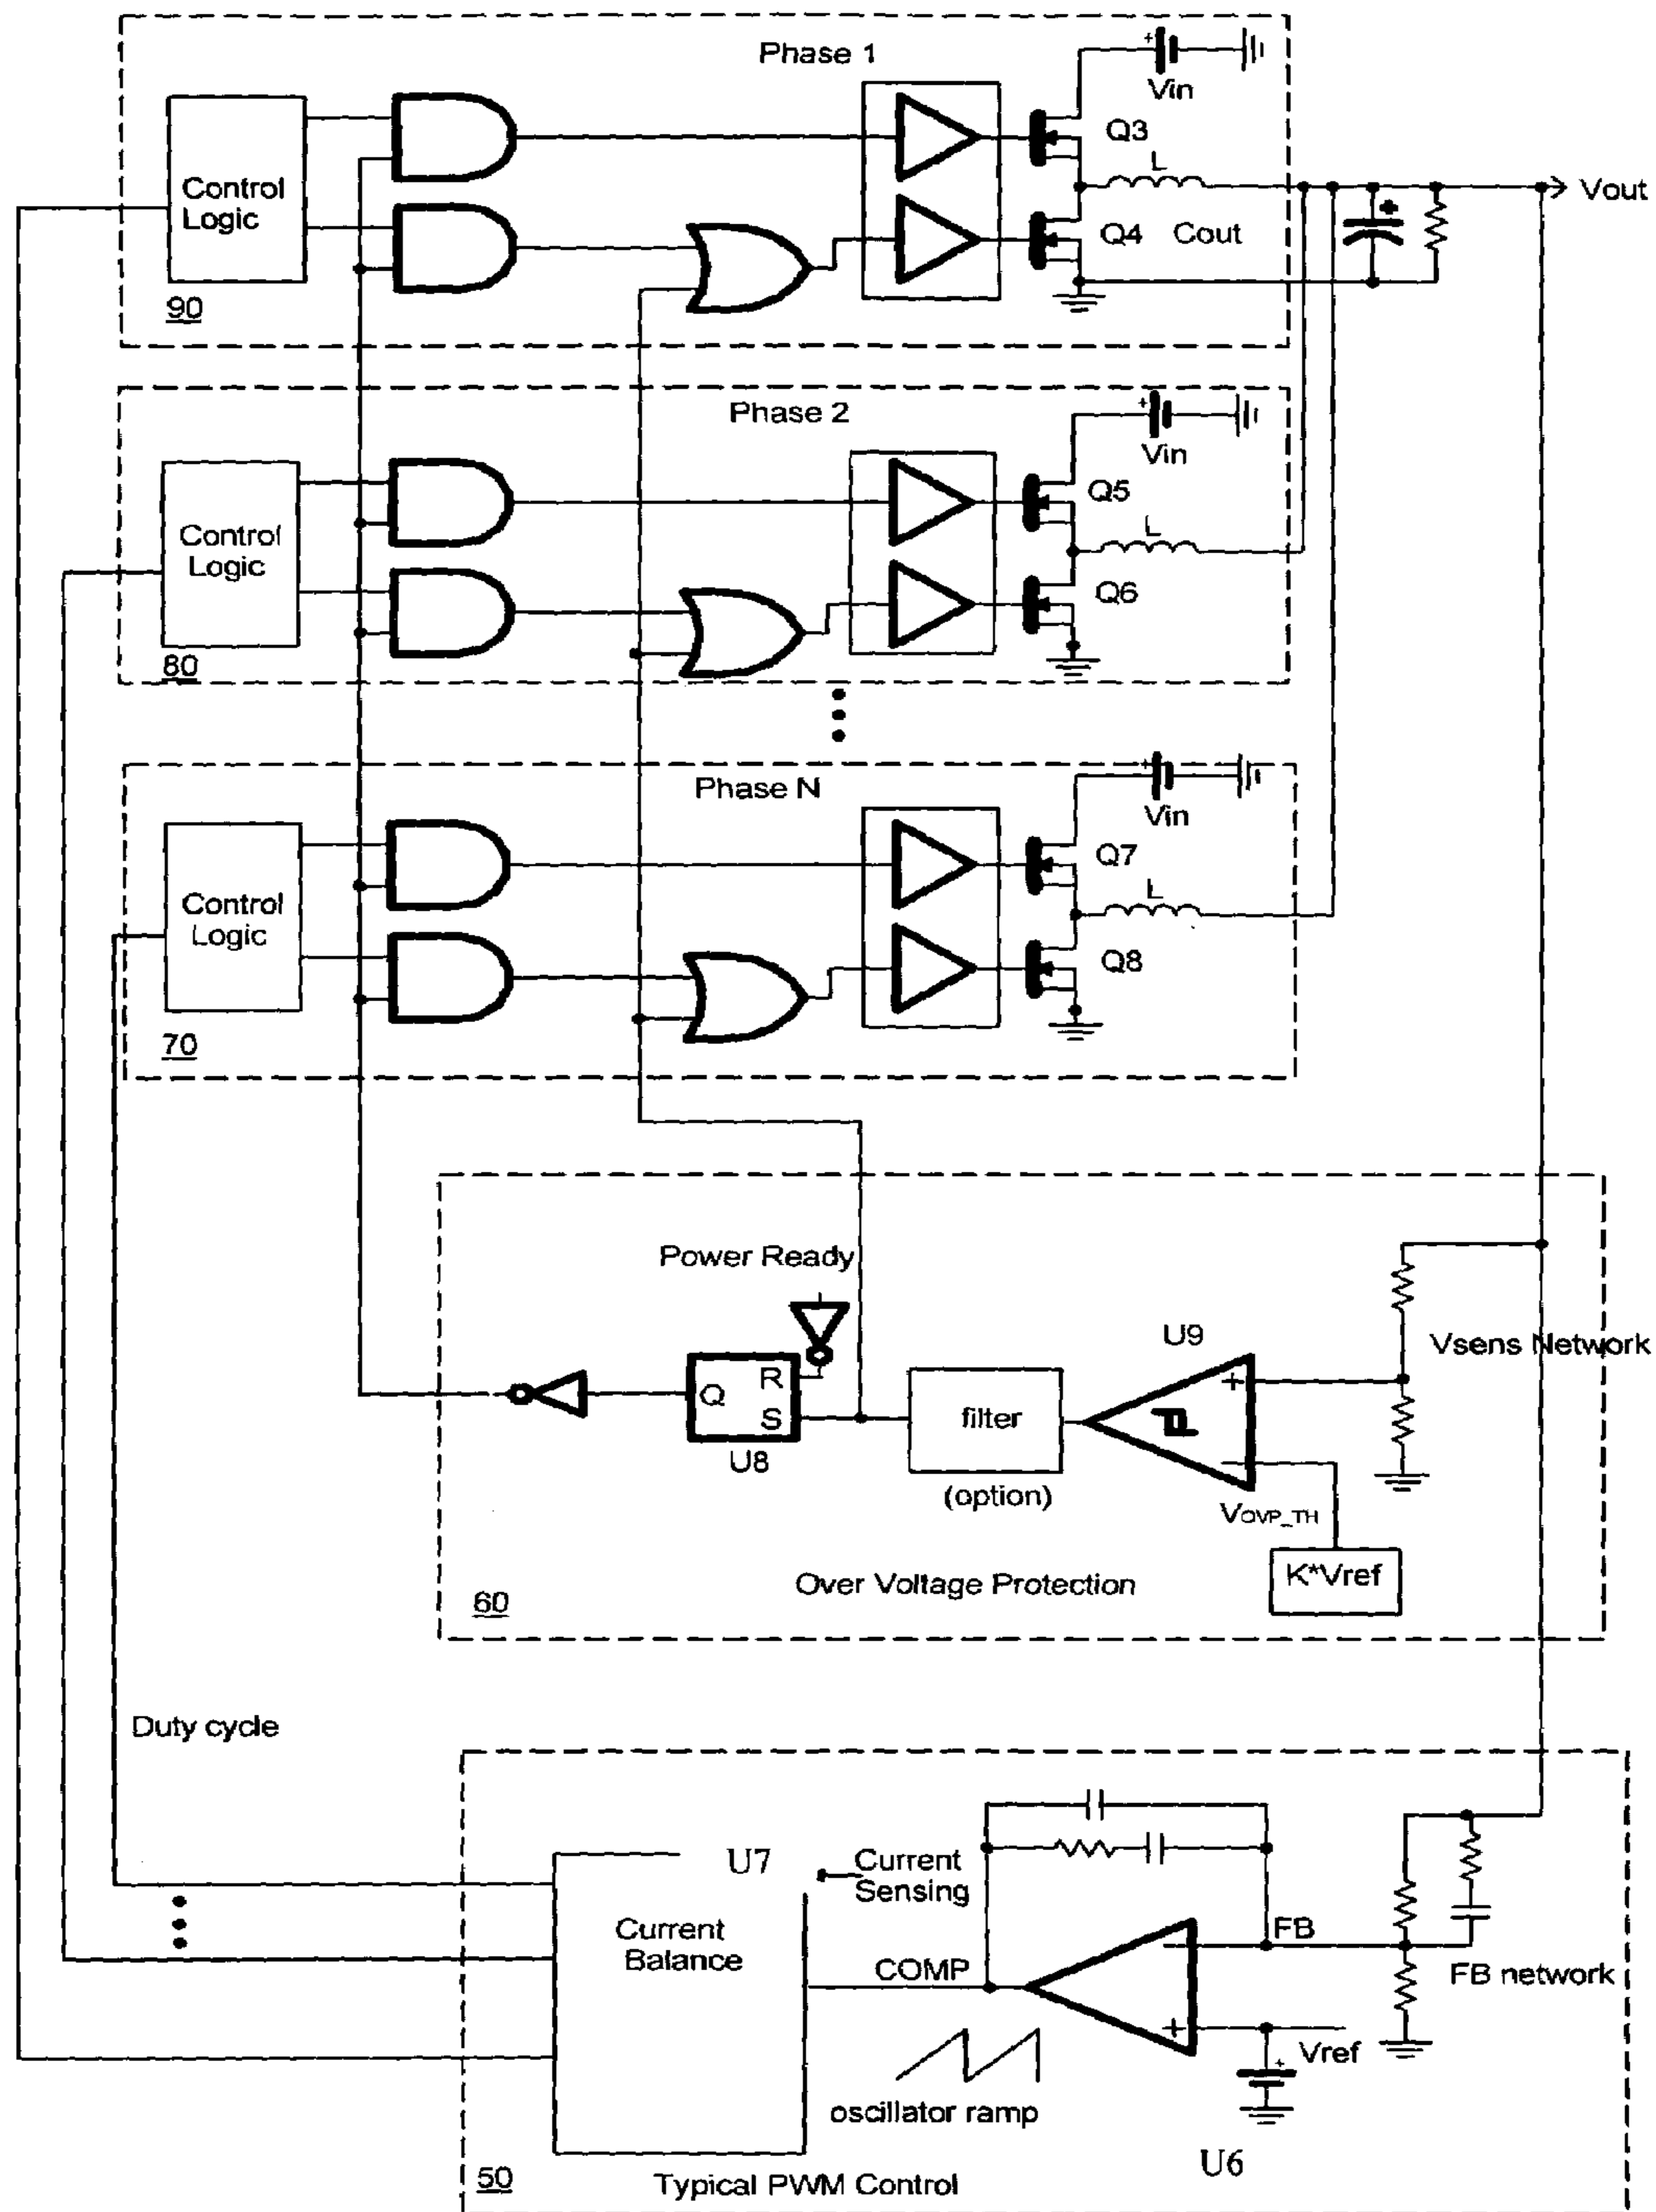 Phase 1
Vin
Control
Logic
Q3
L
Vout
Q4
Cout
90
Phase 2
Vin
Control
Logic
Q5
L
Q6
80
Phase N
Vin
Control
Logic
Q7
L
Q8
70
Power Ready
U9
Vsens Network
+
Q
R
S
U8
filter
(option)
VOVP_TH
K*Vref
Over Voltage Protection
60
Duty cycle
U7
Current
Sensing
Current
Balance
COMP
FB
FB network
+
Vref
oscillator ramp
U6
50
Typical PWM Control